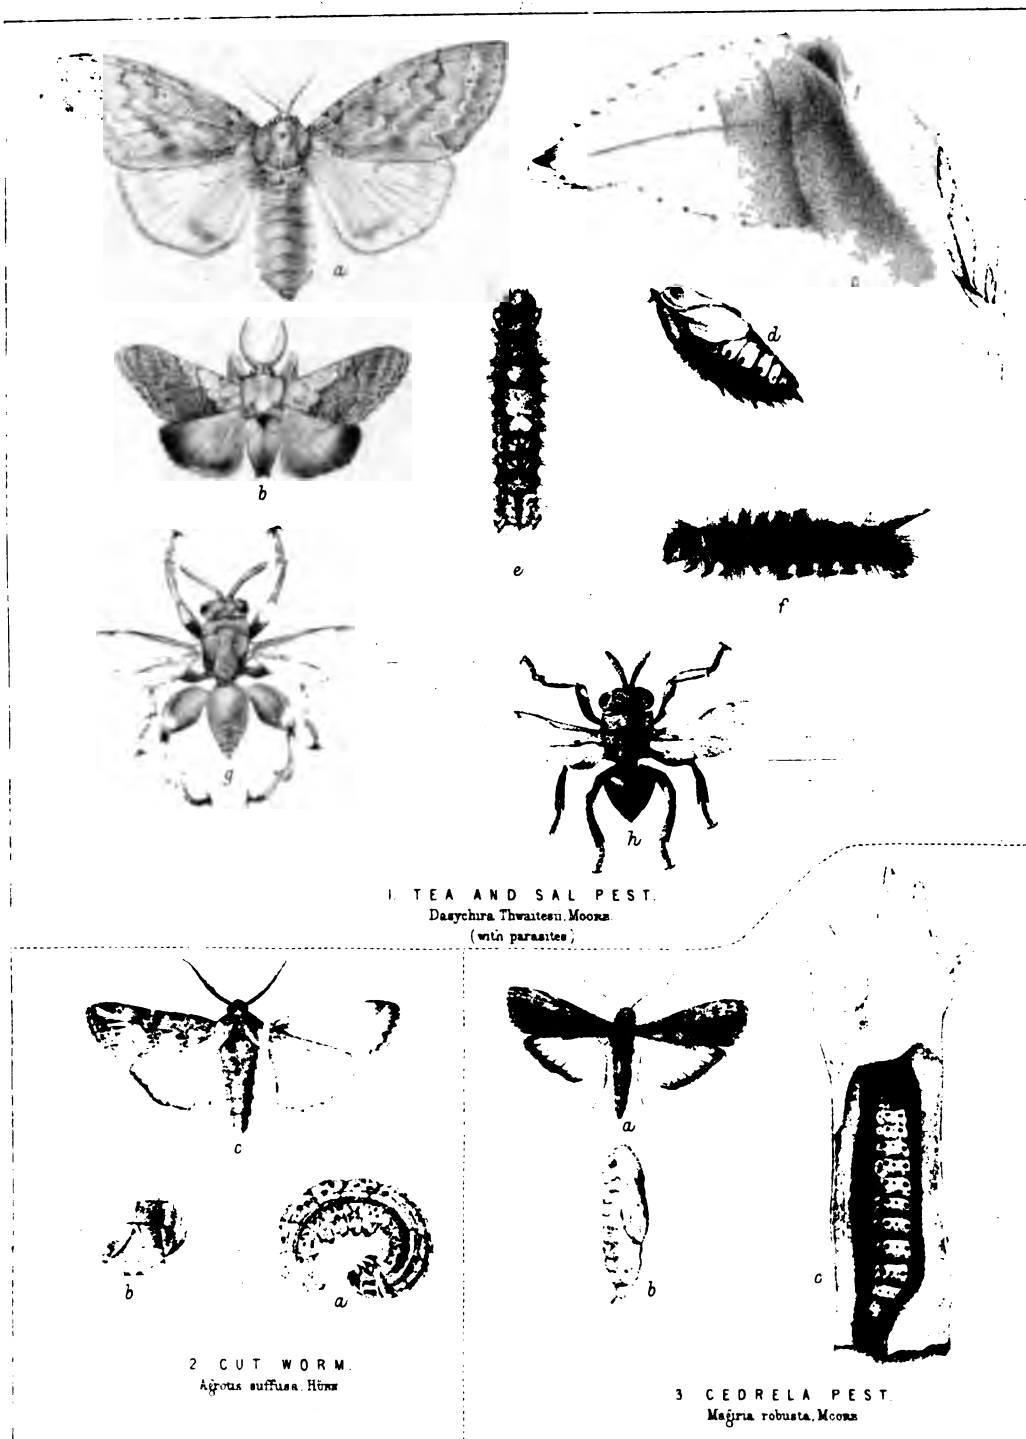 a
d
b
e
f
g
h
1. TEA AND SAL PEST.
Dasychira Thwaitesii, Moore.
(with parasites)
c
a
b
a
b
c
2 CUT WORM.
Agrotis suffusa. Hübn
3 CEDRELA PEST.
Magiria robusta, Moore